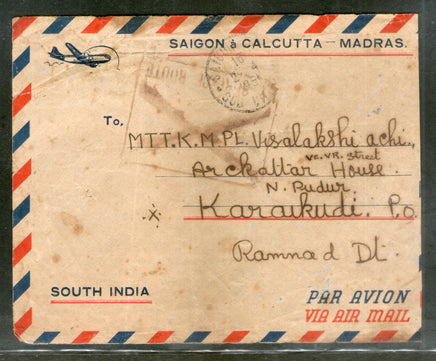 SAIGON à CALCUTTA — MADRAS.
To,
MTT. K. M. PL. Visalakshi achi.,
VE. VR. Street
Arckattar House.
N. Pudur.
Karaikudi. P.o
Ramnad Dt.
SOUTH INDIA
PAR AVION
VIA AIR MAIL